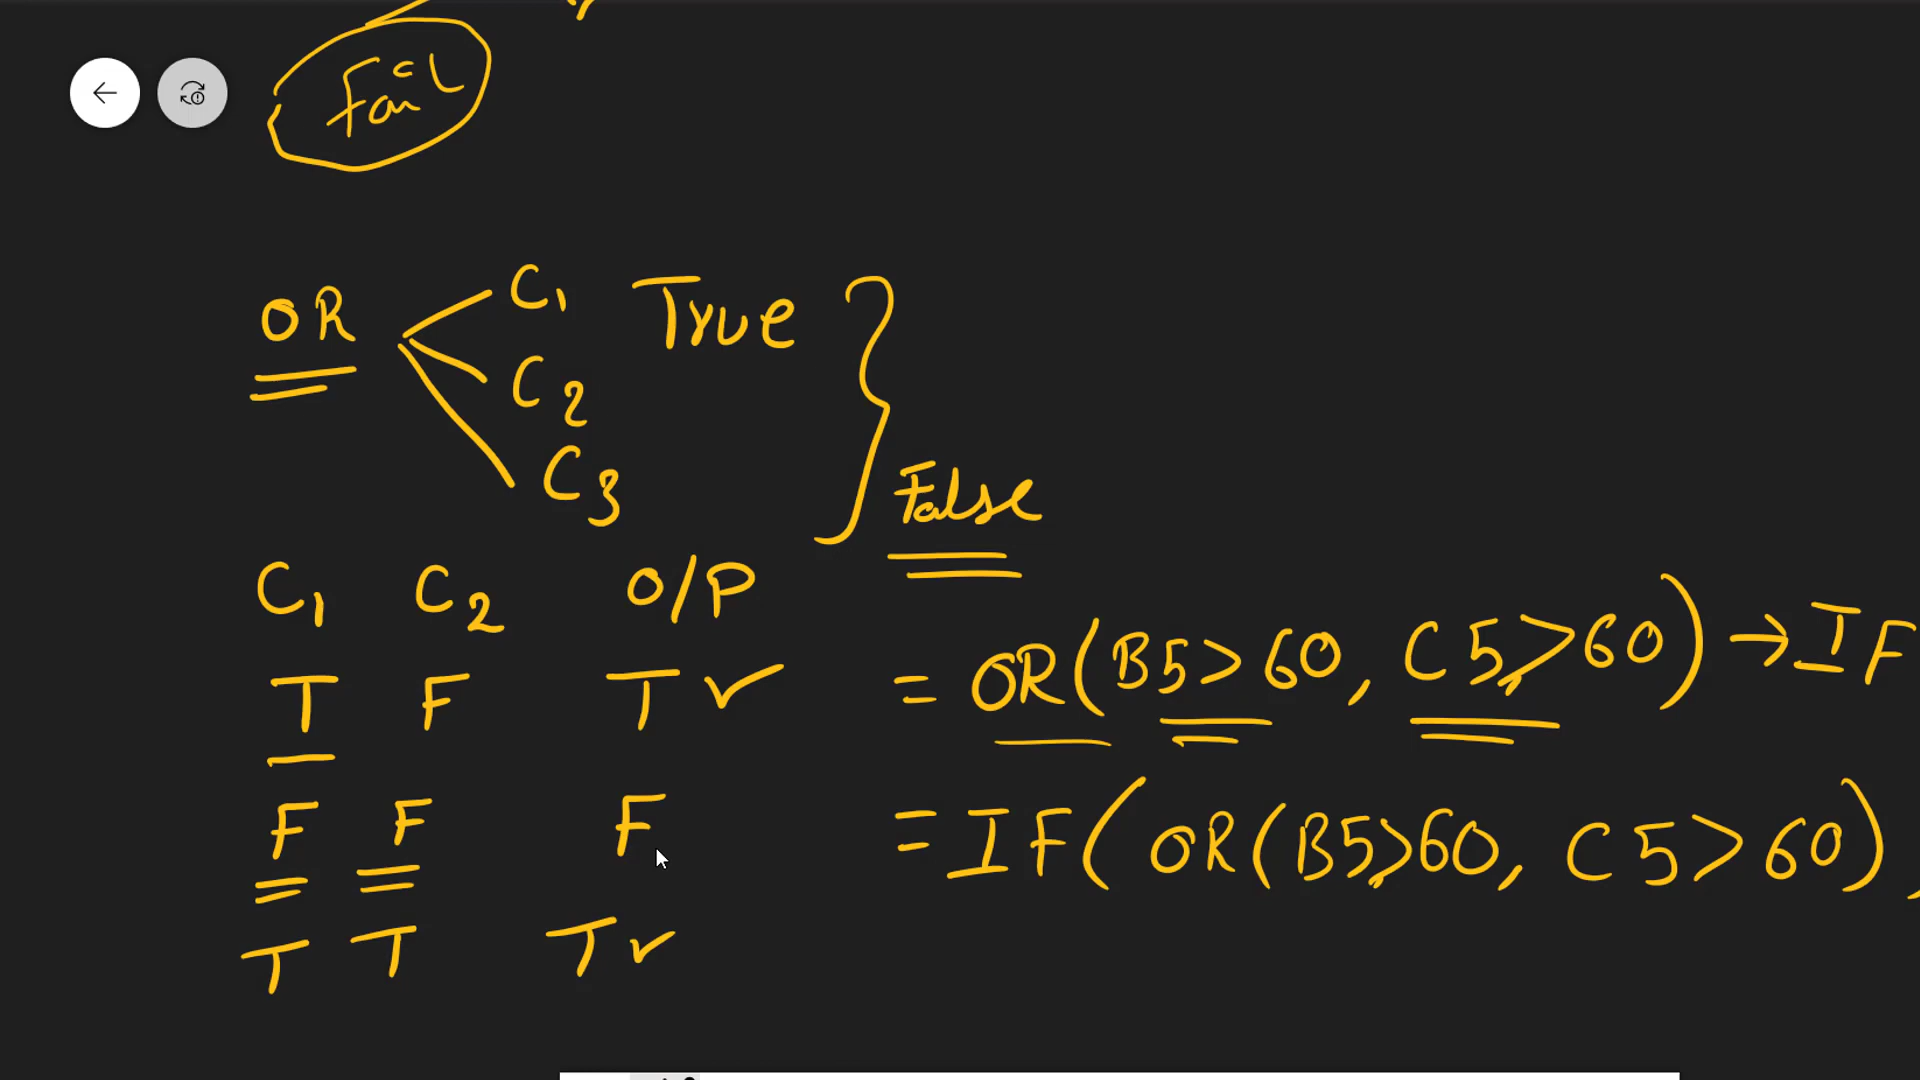 Fail
OR C1 True
C2
C3
False
C1 C2 O/P
T F T ✓
= OR(B5>60, C5>60) → IF
F F F
= IF(OR(B5>60, C5>60),
T T T ✓